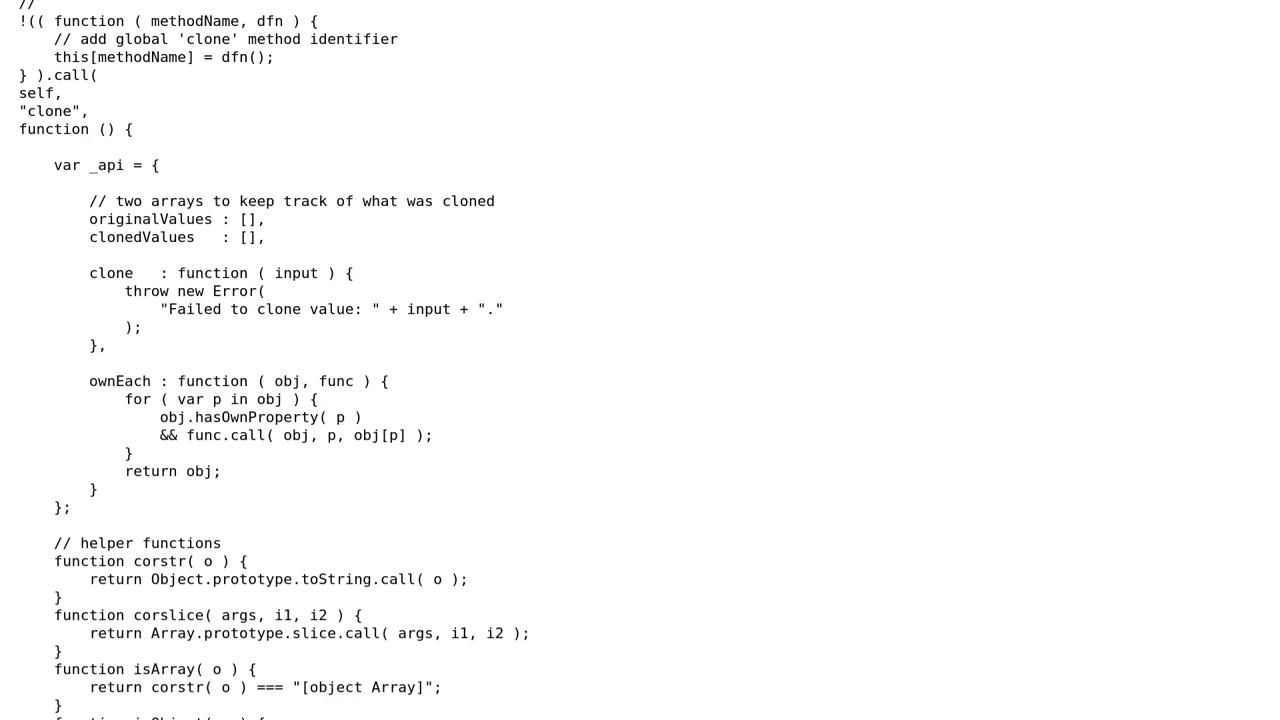 //
!(( function ( methodName, dfn ) {
    // add global 'clone' method identifier
    this[methodName] = dfn();
} ).call(
self,
"clone",
function () {

    var _api = {

        // two arrays to keep track of what was cloned
        originalValues : [],
        clonedValues   : [],

        clone   : function ( input ) {
            throw new Error(
                "Failed to clone value: " + input + "."
            );
        },

        ownEach : function ( obj, func ) {
            for ( var p in obj ) {
                obj.hasOwnProperty( p )
                && func.call( obj, p, obj[p] );
            }
            return obj;
        }
    };

    // helper functions
    function corstr( o ) {
        return Object.prototype.toString.call( o );
    }
    function corslice( args, i1, i2 ) {
        return Array.prototype.slice.call( args, i1, i2 );
    }
    function isArray( o ) {
        return corstr( o ) === "[object Array]";
    }